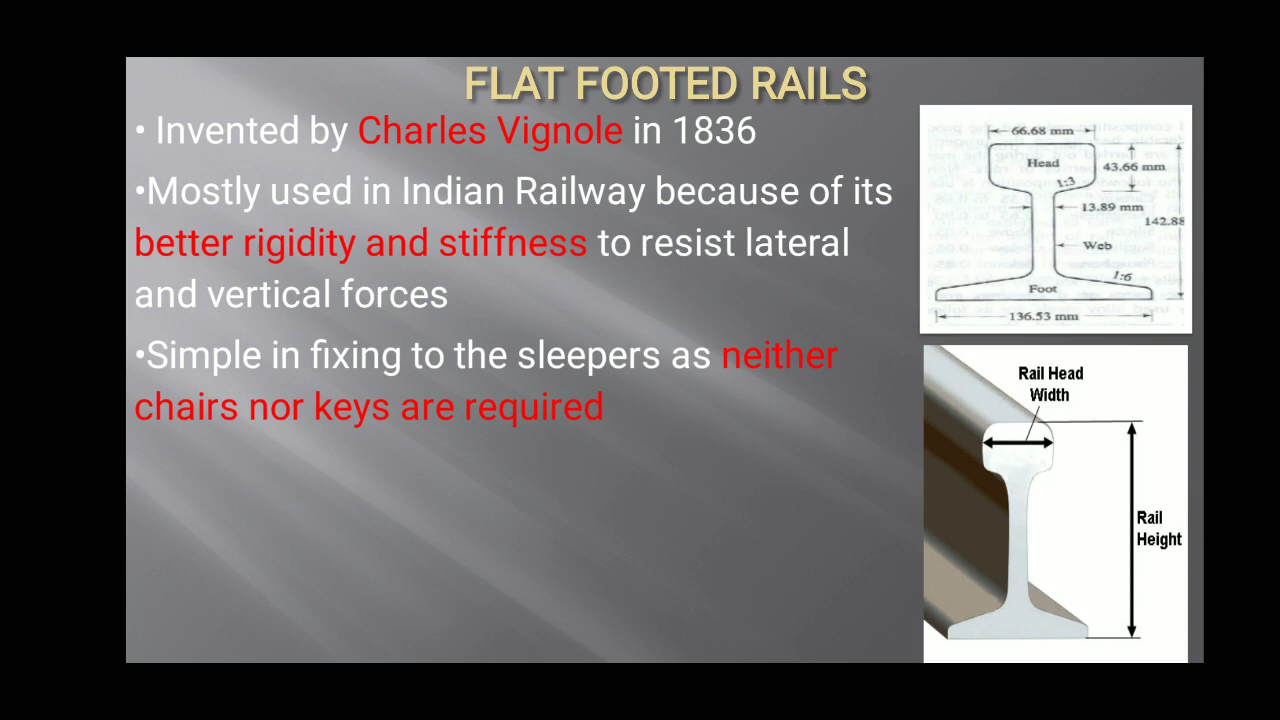 FLAT FOOTED RAILS
• Invented by Charles Vignole in 1836
•Mostly used in Indian Railway because of its
better rigidity and stiffness to resist lateral
and vertical forces
•Simple in fixing to the sleepers as neither
chairs nor keys are required
66.68 mm
Head
43.66 mm
1:3
13.89 mm
142.88
Web
1:6
Foot
136.53 mm
Rail Head
Width
Rail
Height